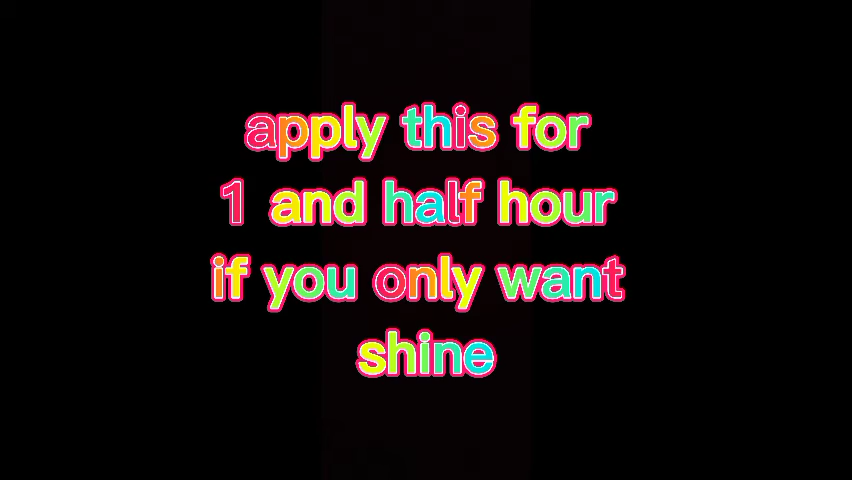 apply this for
1 and half hour
if you only want
shine